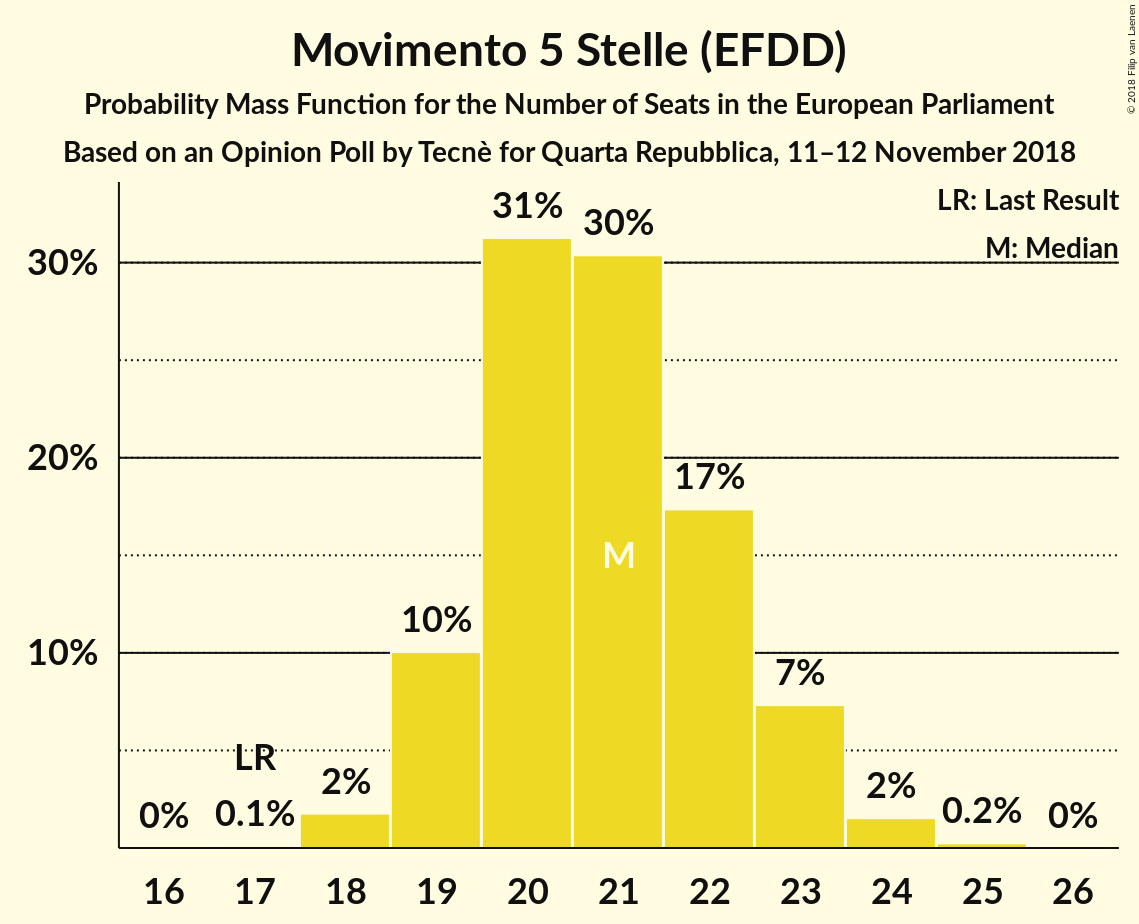 Movimento 5 Stelle (EFDD)
Probability Mass Function for the Number of Seats in the European Parliament
Based on an Opinion Poll by Tecnè for Quarta Repubblica, 11–12 November 2018
© 2018 Filip van Laenen
LR: Last Result
M: Median
31%
30%
30%
20%
17%
M
10%
10%
7%
LR
2%
2%
0%
0.1%
0.2%
0%
16 17 18 19 20 21 22 23 24 25 26